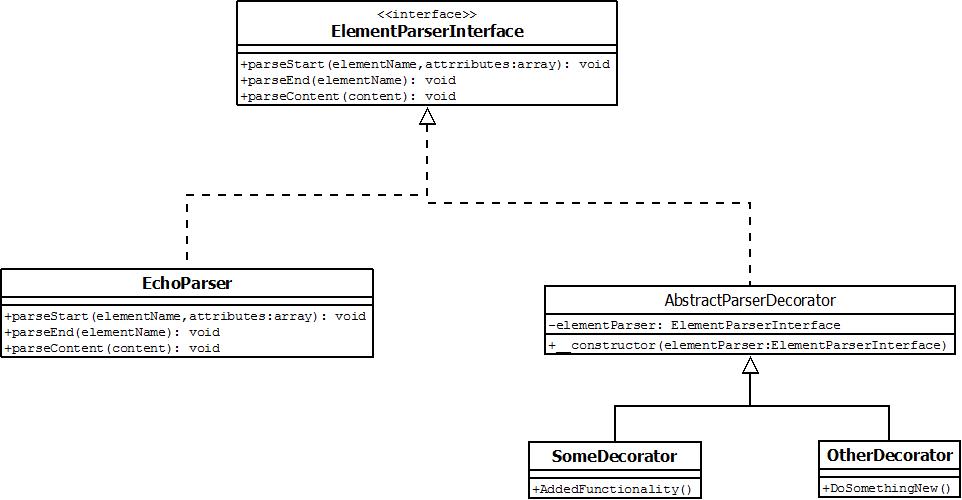 <<interface>>
ElementParserInterface
+parseStart(elementName,attrributes:array): void
+parseEnd(elementName): void
+parseContent(content): void
EchoParser
+parseStart(elementName,attributes:array): void
+parseEnd(elementName): void
+parseContent(content): void
AbstractParserDecorator
-elementParser: ElementParserInterface
+__constructor(elementParser:ElementParserInterface)
SomeDecorator
+AddedFunctionality()
OtherDecorator
+DoSomethingNew()